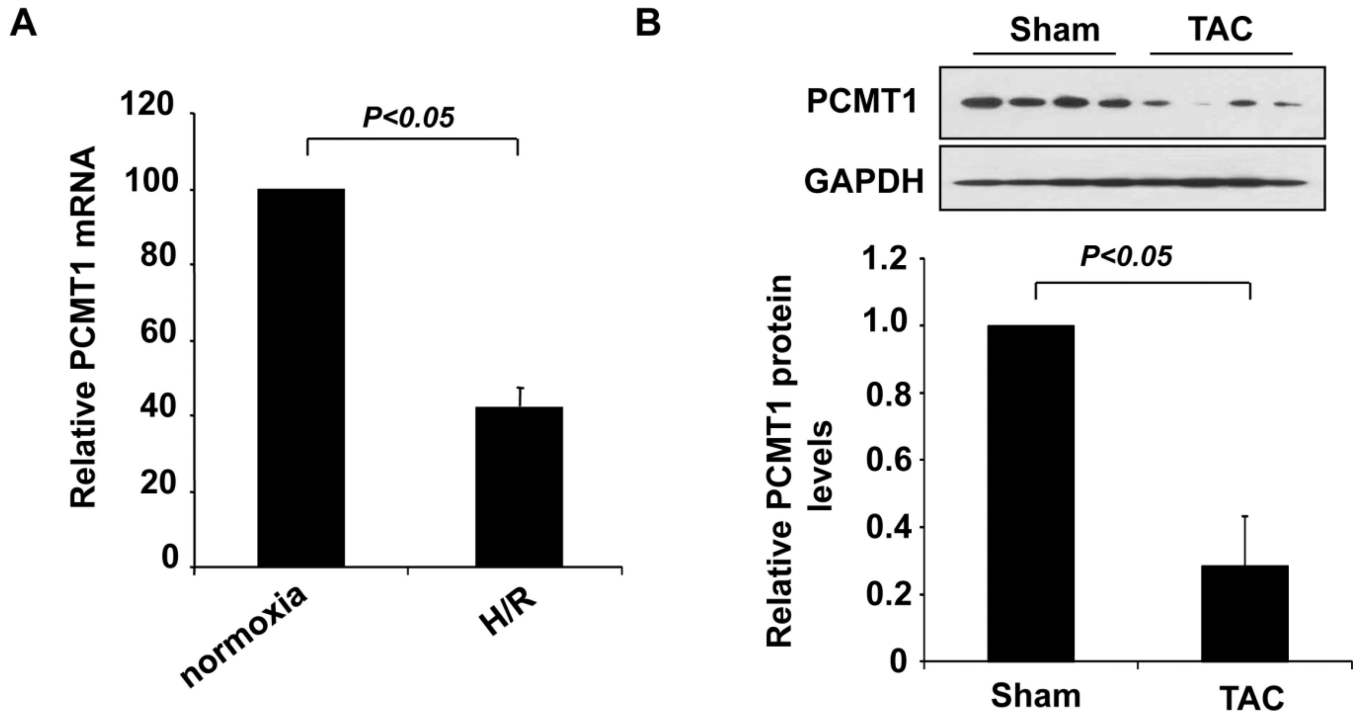 A
Relative PCMT1 mRNA
120
100
80
60
40
20
0
P<0.05
normoxia
H/R
B
Sham
TAC
PCMT1
GAPDH
Relative PCMT1 protein
levels
1.2
1.0
0.8
0.6
0.4
0.2
0
P<0.05
Sham
TAC